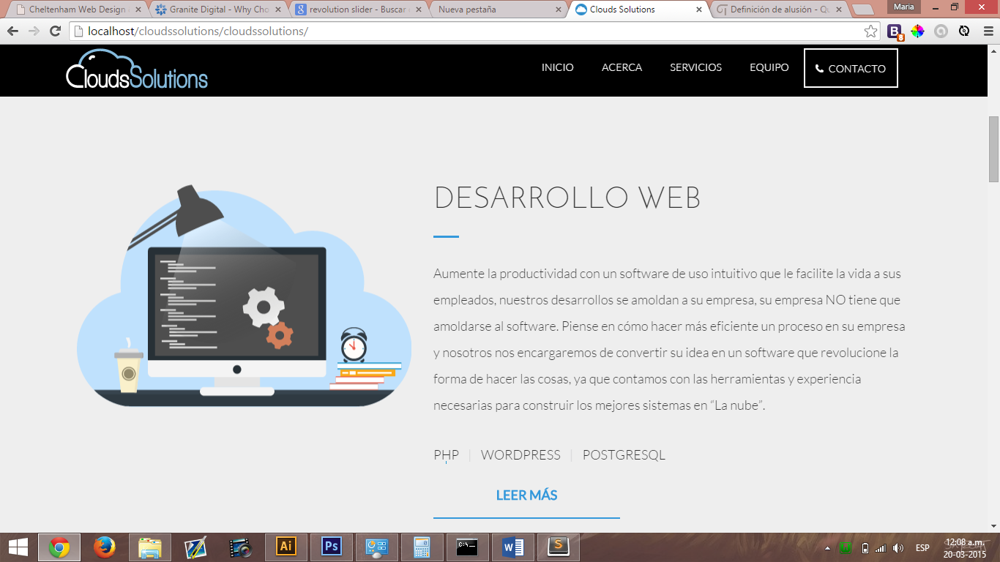 Cheltenham Web Design
Granite Digital - Why Cho
revolution slider - Buscar
Nueva pestaña
Clouds Solutions
Definición de alusión - Qu
Maria
localhost/cloudssolutions/cloudssolutions/
CloudsSolutions
INICIO
ACERCA
SERVICIOS
EQUIPO
CONTACTO
DESARROLLO WEB
Aumente la productividad con un software de uso intuitivo que le facilite la vida a sus
empleados, nuestros desarrollos se amoldan a su empresa, su empresa NO tiene que
amoldarse al software. Piense en cómo hacer más eficiente un proceso en su empresa
y nosotros nos encargaremos de convertir su idea en un software que revolucione la
forma de hacer las cosas, ya que contamos con las herramientas y experiencia
necesarias para construir los mejores sistemas en “La nube”.
PHP | WORDPRESS | POSTGRESQL
LEER MÁS
ESP
12:08 a.m.
20-03-2015